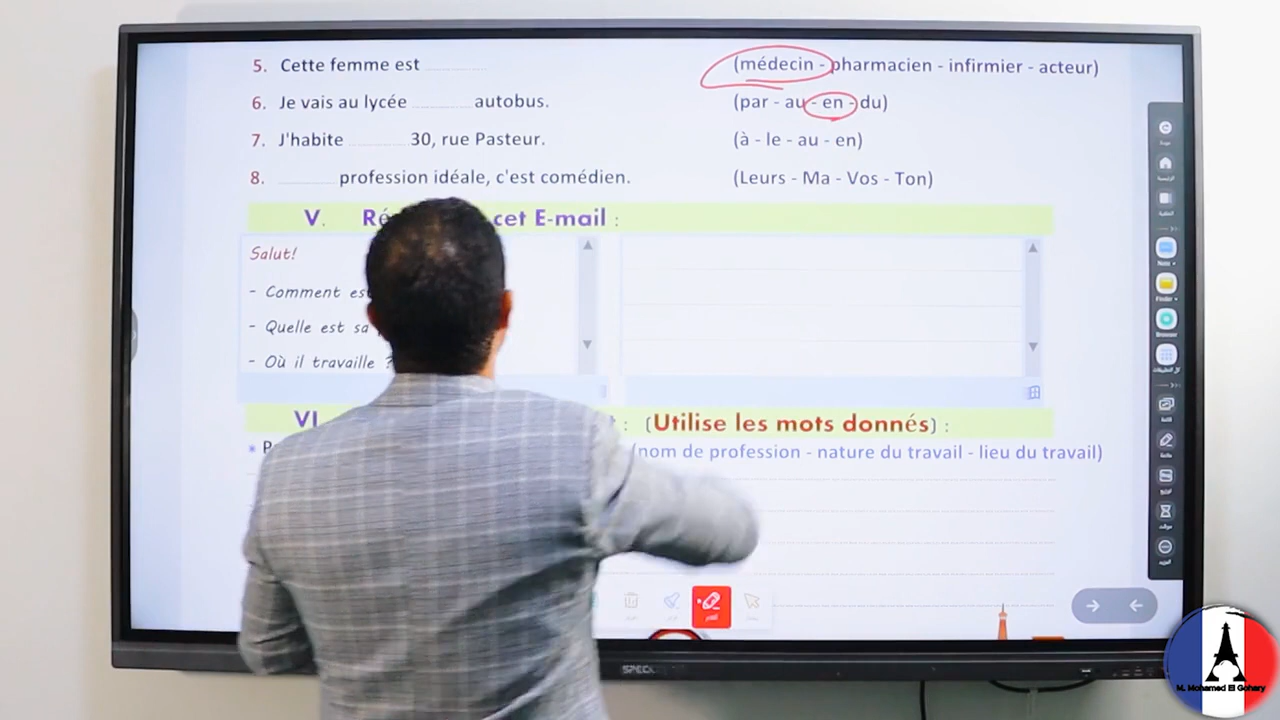 5. Cette femme est ............ (médecin - pharmacien - infirmier - acteur)
6. Je vais au lycée ............ autobus. (par - au - en - du)
7. J'habite ............ 30, rue Pasteur. (à - le - au - en)
8. ............ profession idéale, c'est comédien. (Leurs - Ma - Vos - Ton)
V. cet E-mail :
Salut!
- Comment
- Quelle est sa
- Où il travaille ?
VI. : (Utilise les mots donnés) :
(nom de profession - nature du travail - lieu du travail)
M. Mohamed El Gohary